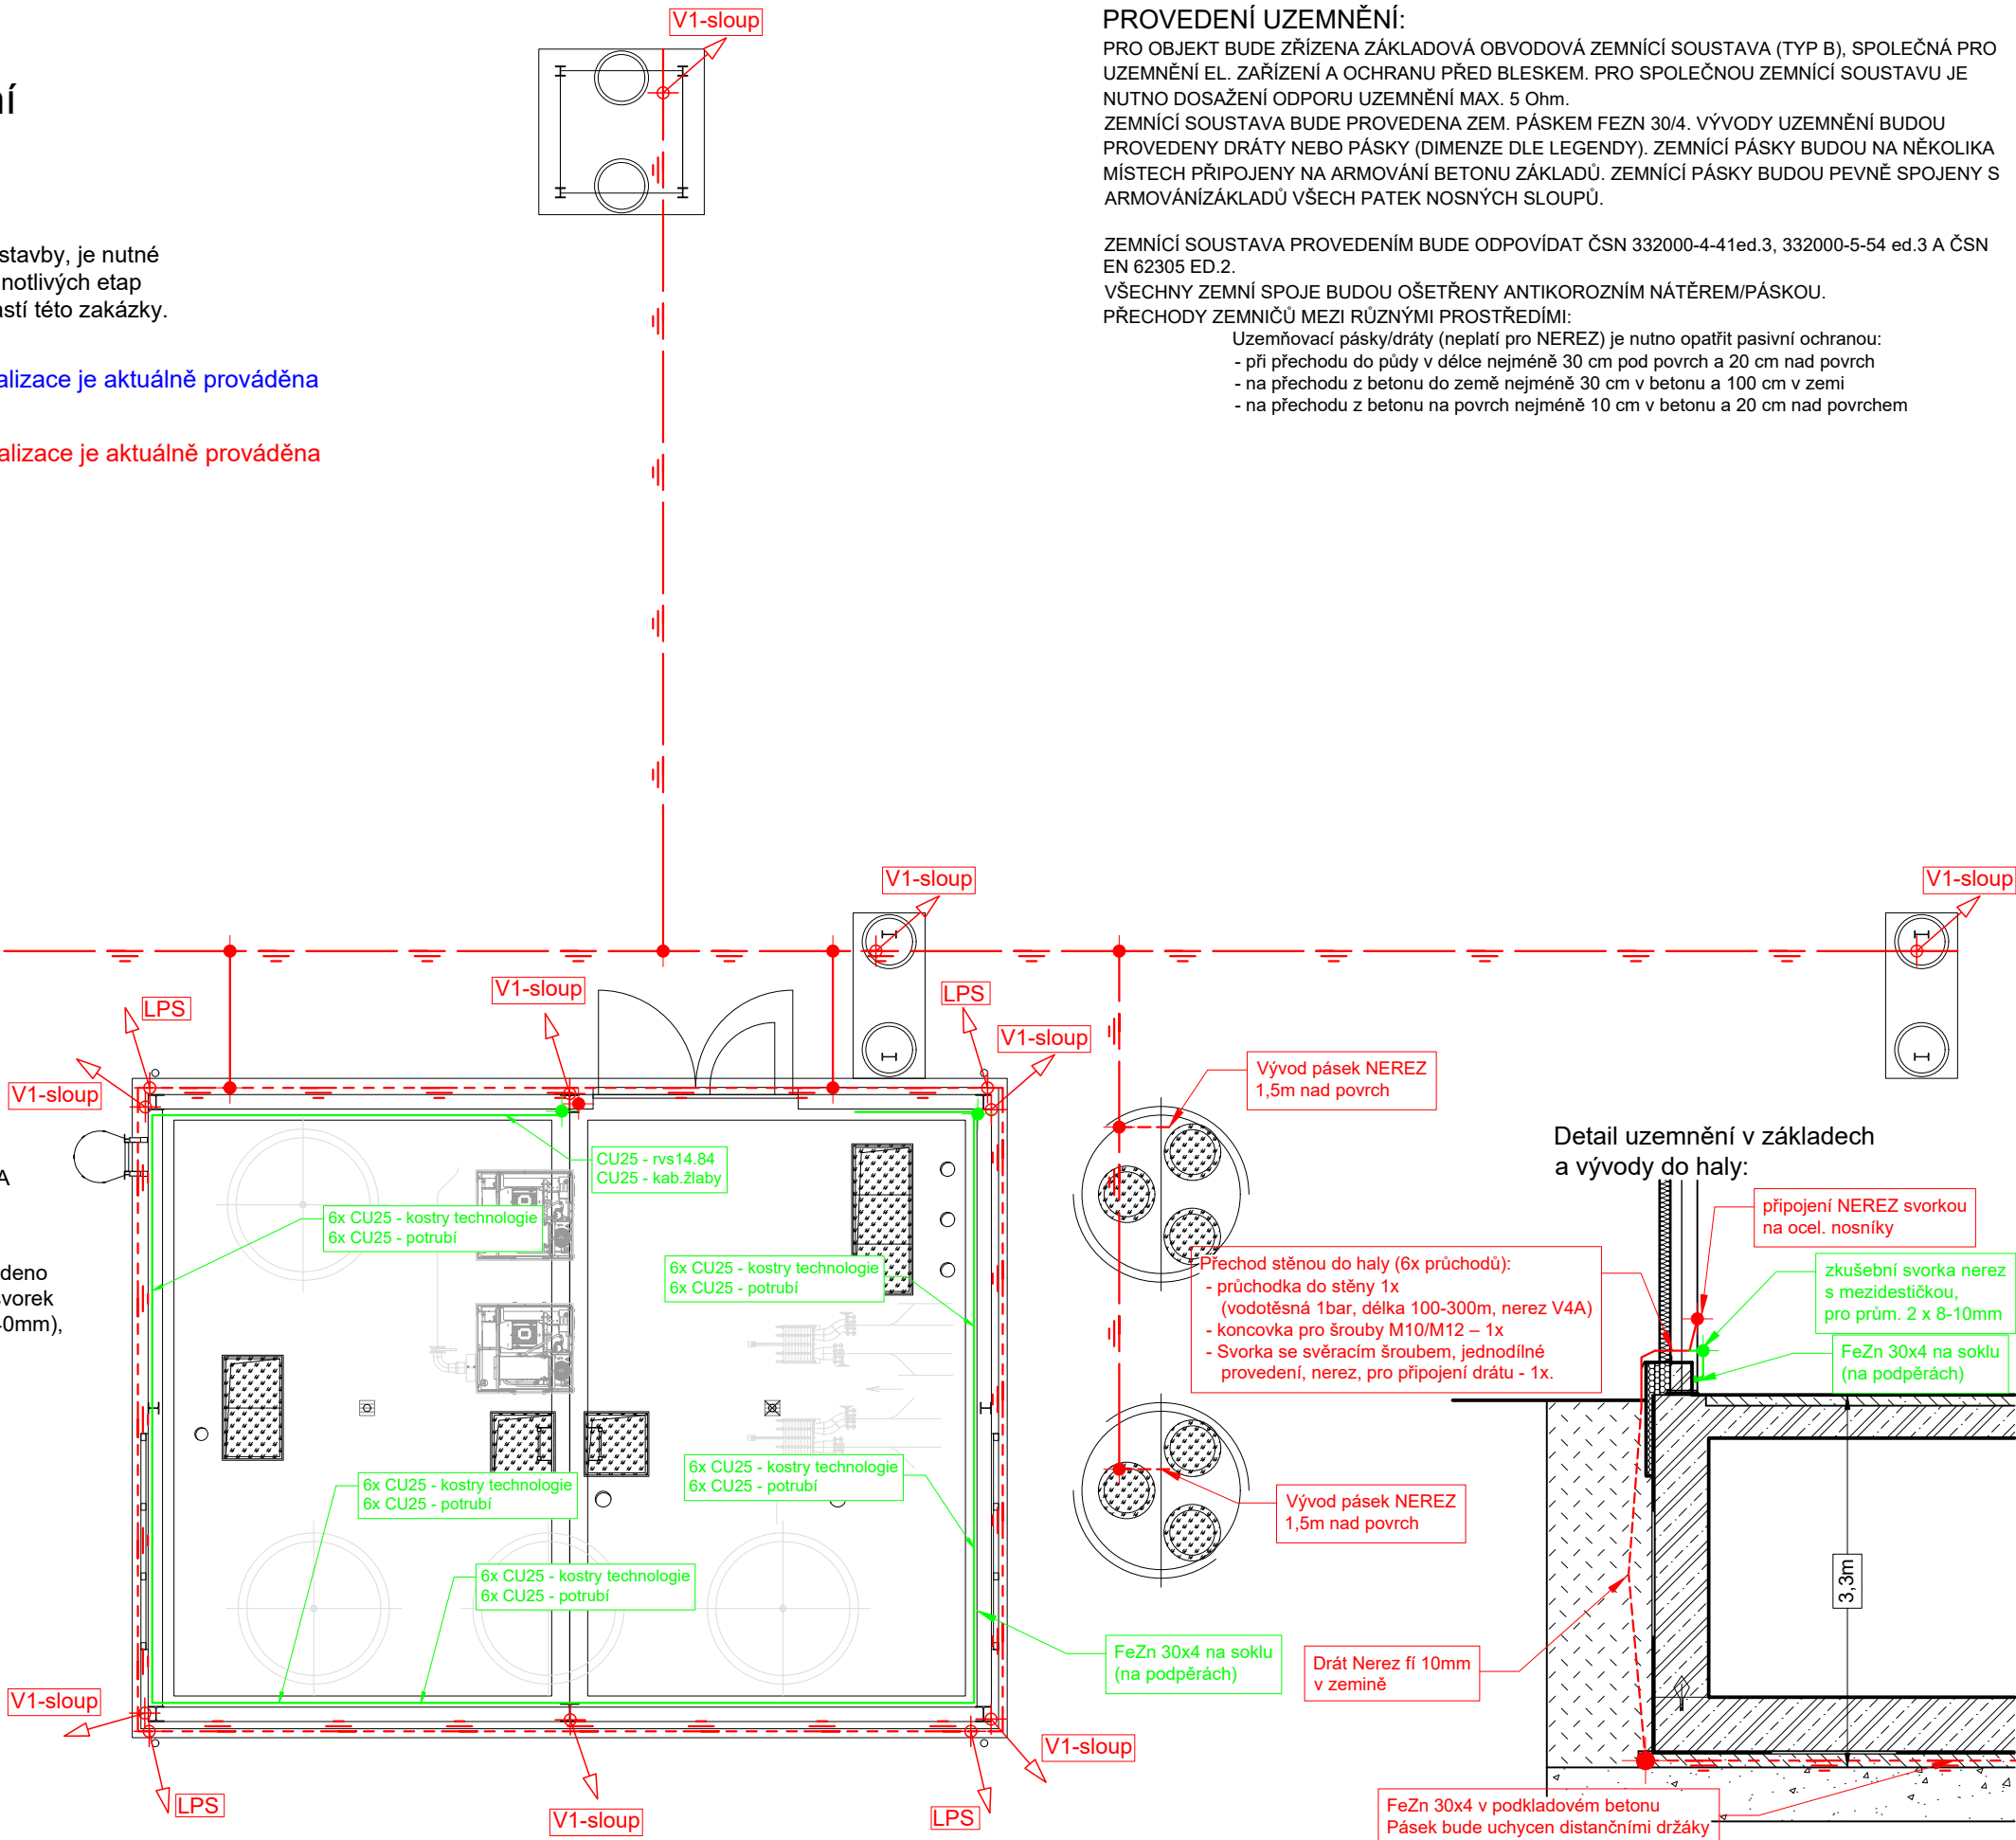 ní
stavby, je nutné
notlivých etap
astí této zakázky.
alizace je aktuálně prováděna
alizace je aktuálně prováděna
V1-sloup
PROVEDENÍ UZEMNĚNÍ:
PRO OBJEKT BUDE ZŘÍZENA ZÁKLADOVÁ OBVODOVÁ ZEMNÍCÍ SOUSTAVA (TYP B), SPOLEČNÁ PRO
UZEMNĚNÍ EL. ZAŘÍZENÍ A OCHRANU PŘED BLESKEM. PRO SPOLEČNOU ZEMNÍCÍ SOUSTAVU JE
NUTNO DOSAŽENÍ ODPORU UZEMNĚNÍ MAX. 5 Ohm.
ZEMNÍCÍ SOUSTAVA BUDE PROVEDENA ZEM. PÁSKEM FEZN 30/4. VÝVODY UZEMNĚNÍ BUDOU
PROVEDENY DRÁTY NEBO PÁSKY (DIMENZE DLE LEGENDY). ZEMNÍCÍ PÁSKY BUDOU NA NĚKOLIKA
MÍSTECH PŘIPOJENY NA ARMOVÁNÍ BETONU ZÁKLADŮ. ZEMNÍCÍ PÁSKY BUDOU PEVNĚ SPOJENY S
ARMOVÁNÍZÁKLADŮ VŠECH PATEK NOSNÝCH SLOUPŮ.
ZEMNÍCÍ SOUSTAVA PROVEDENÍM BUDE ODPOVÍDAT ČSN 332000-4-41ed.3, 332000-5-54 ed.3 A ČSN
EN 62305 ED.2.
VŠECHNY ZEMNÍ SPOJE BUDOU OŠETŘENY ANTIKOROZNÍM NÁTĚREM/PÁSKOU.
PŘECHODY ZEMNIČŮ MEZI RŮZNÝMI PROSTŘEDÍMI:
Uzemňovací pásky/dráty (neplatí pro NEREZ) je nutno opatřit pasivní ochranou:
- při přechodu do půdy v délce nejméně 30 cm pod povrch a 20 cm nad povrch
- na přechodu z betonu do země nejméně 30 cm v betonu a 100 cm v zemi
- na přechodu z betonu na povrch nejméně 10 cm v betonu a 20 cm nad povrchem
V1-sloup
V1-sloup
V1-sloup
LPS
LPS
V1-sloup
V1-sloup
A
deno
svorek
0mm),
CU25 - rvs14.84
CU25 - kab.žlaby
6x CU25 - kostry technologie
6x CU25 - potrubí
6x CU25 - kostry technologie
6x CU25 - potrubí
6x CU25 - kostry technologie
6x CU25 - potrubí
6x CU25 - kostry technologie
6x CU25 - potrubí
6x CU25 - kostry technologie
6x CU25 - potrubí
Vývod pásek NEREZ
1,5m nad povrch
Vývod pásek NEREZ
1,5m nad povrch
FeZn 30x4 na soklu
(na podpěrách)
V1-sloup
LPS
V1-sloup
LPS
V1-sloup
Detail uzemnění v základech
a vývody do haly:
připojení NEREZ svorkou
na ocel. nosníky
Přechod stěnou do haly (6x průchodů):
- průchodka do stěny 1x
(vodotěsná 1bar, délka 100-300m, nerez V4A)
- koncovka pro šrouby M10/M12 – 1x
- Svorka se svěracím šroubem, jednodílné
provedení, nerez, pro připojení drátu - 1x.
zkušební svorka nerez
s mezidestičkou,
pro prům. 2 x 8-10mm
FeZn 30x4 na soklu
(na podpěrách)
3,3m
Drát Nerez fí 10mm
v zemině
FeZn 30x4 v podkladovém betonu
Pásek bude uchycen distančními držáky